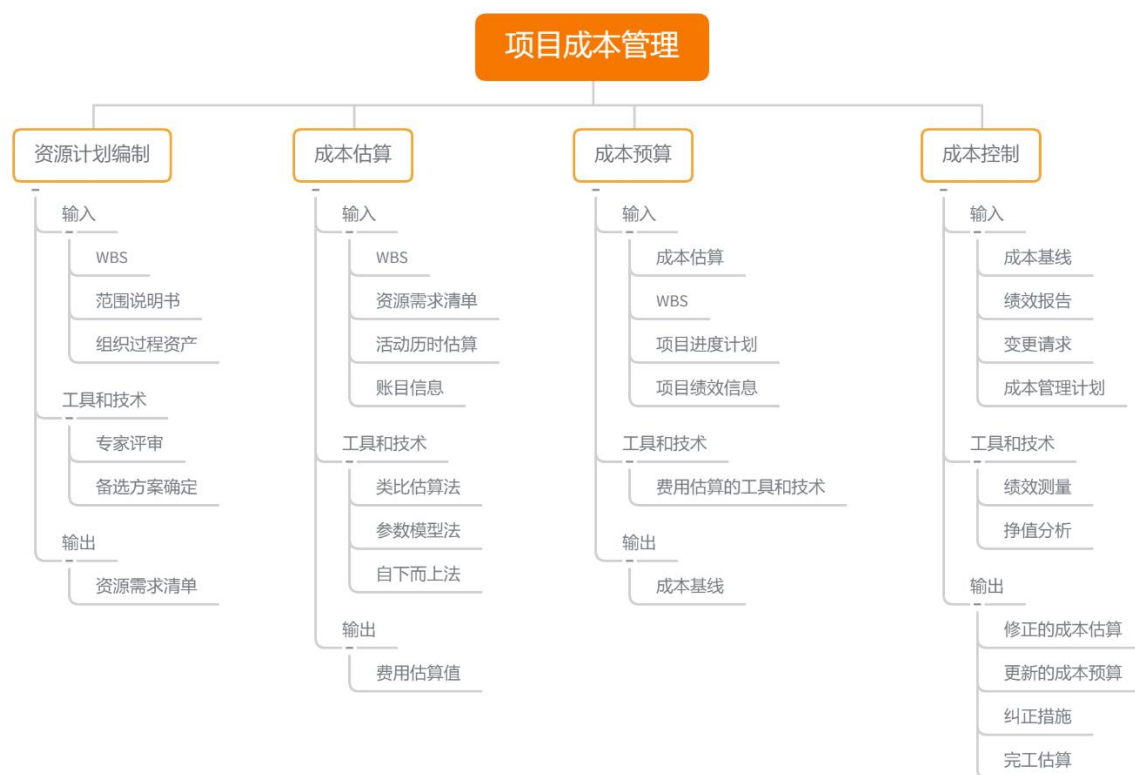 项目成本管理
资源计划编制
输入
WBS
范围说明书
组织过程资产
工具和技术
专家评审
备选方案确定
输出
资源需求清单
成本估算
输入
WBS
资源需求清单
活动历时估算
账目信息
工具和技术
类比估算法
参数模型法
自下而上法
输出
费用估算值
成本预算
输入
成本估算
WBS
项目进度计划
项目绩效信息
工具和技术
费用估算的工具和技术
输出
成本基线
成本控制
输入
成本基线
绩效报告
变更请求
成本管理计划
工具和技术
绩效测量
挣值分析
输出
修正的成本估算
更新的成本预算
纠正措施
完工估算